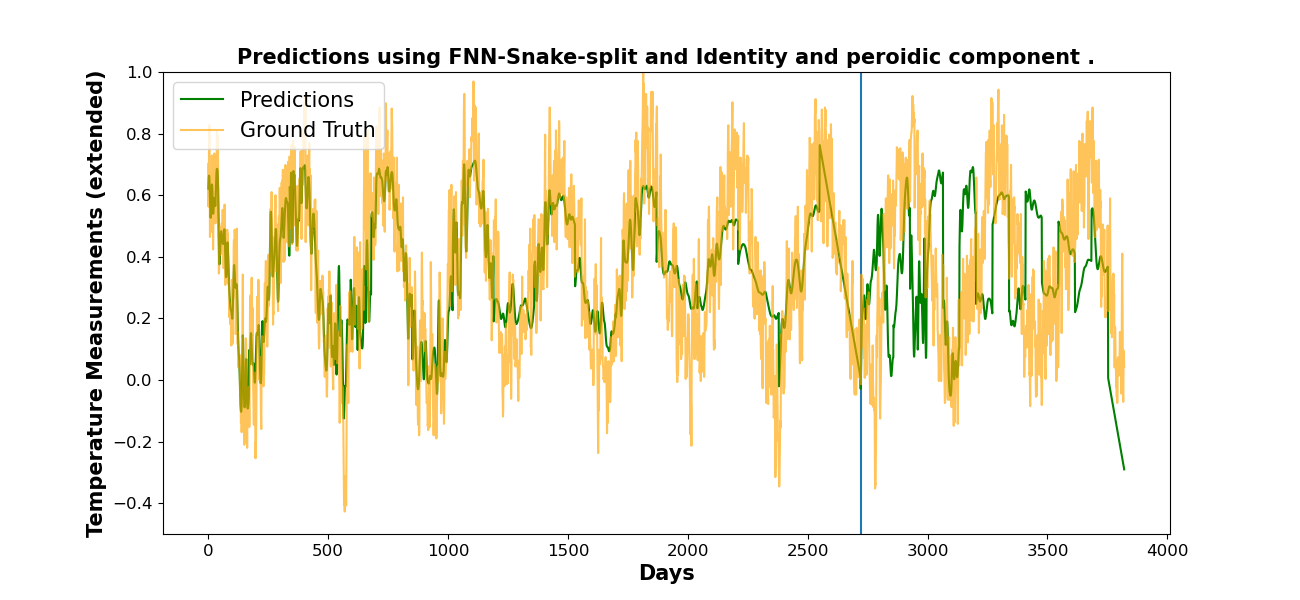 Predictions using FNN-Snake-split and Identity and peroidic component .
Temperature Measurements (extended)
1.0
0.8
0.6
0.4
0.2
0.0
−0.2
−0.4
Predictions
Ground Truth
0 500 1000 1500 2000 2500 3000 3500 4000
Days